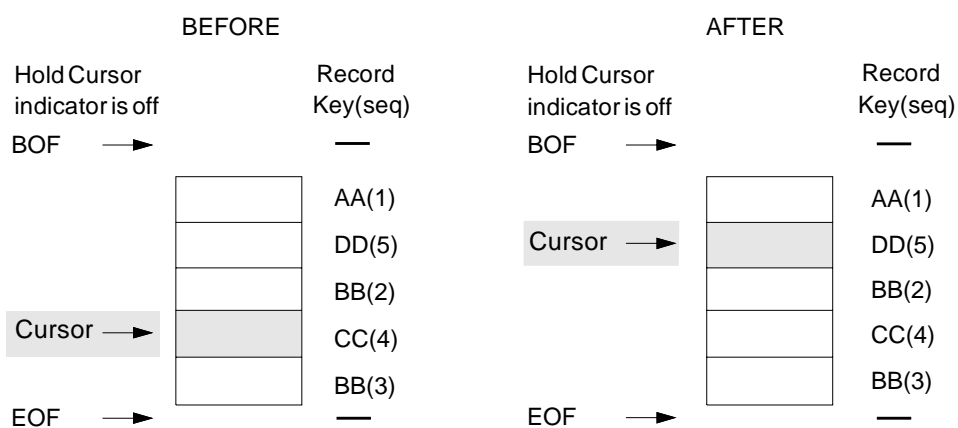 BEFORE
Hold Cursor
indicator is off
Record
Key(seq)
BOF
AA(1)
DD(5)
BB(2)
Cursor
CC(4)
BB(3)
EOF
AFTER
Hold Cursor
indicator is off
Record
Key(seq)
BOF
AA(1)
Cursor
DD(5)
BB(2)
CC(4)
BB(3)
EOF